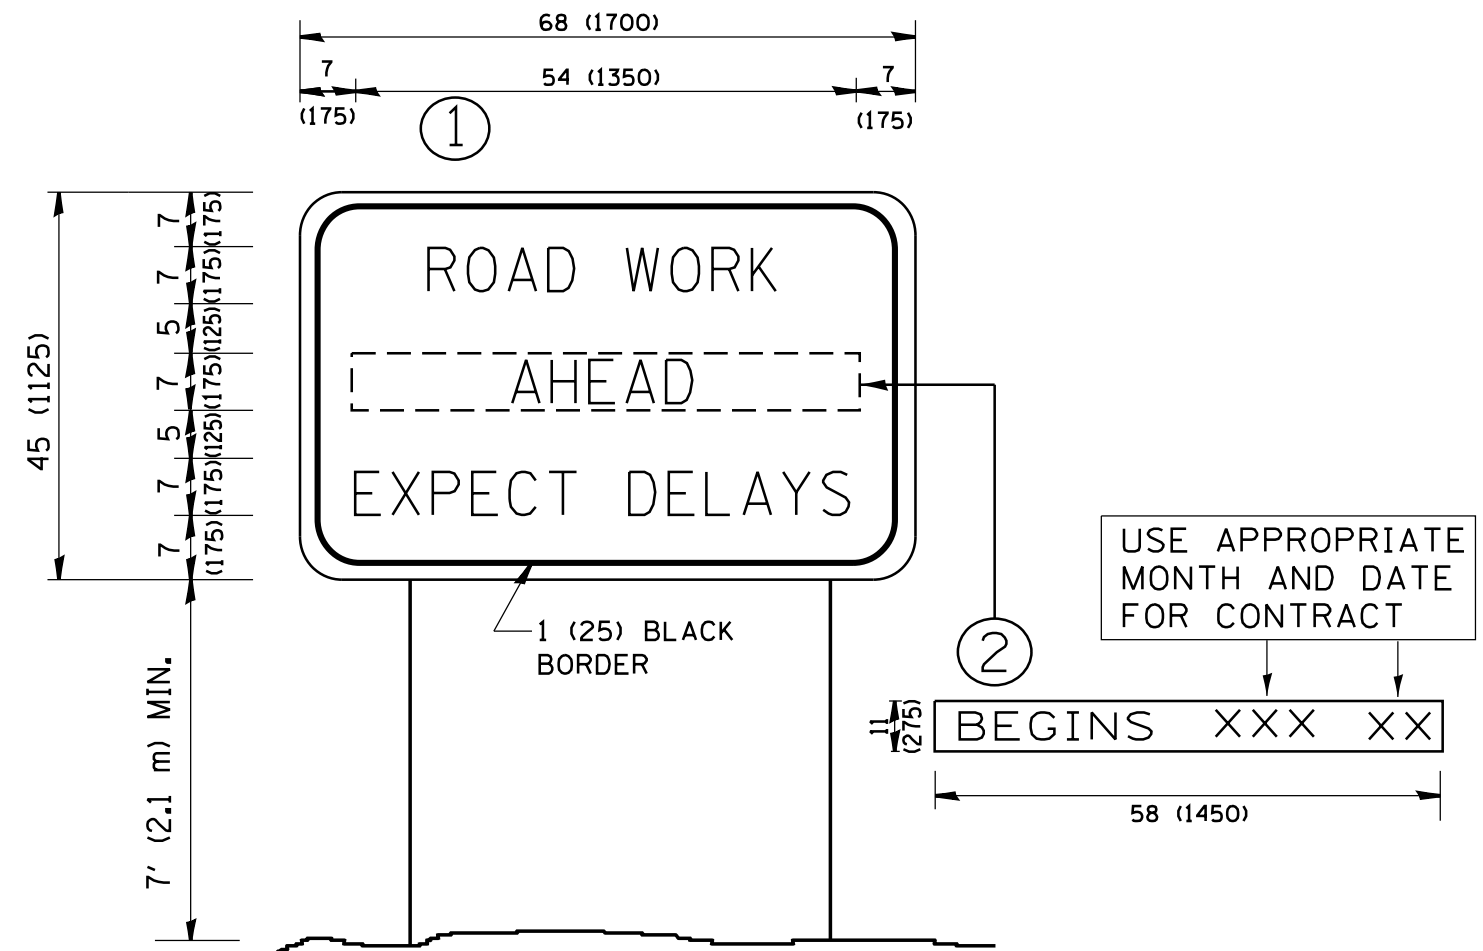 68 (1700)
7
54 (1350)
7
(175)
(175)
1
7
(175)
7
(175)
5
(125)
7
(175)
5
(125)
7
(175)
7
(175)
45 (1125)
ROAD WORK
AHEAD
EXPECT DELAYS
1 (25) BLACK
BORDER
7' (2.1 m) MIN.
2
USE APPROPRIATE
MONTH AND DATE
FOR CONTRACT
11
(275)
BEGINS XXX XX
58 (1450)